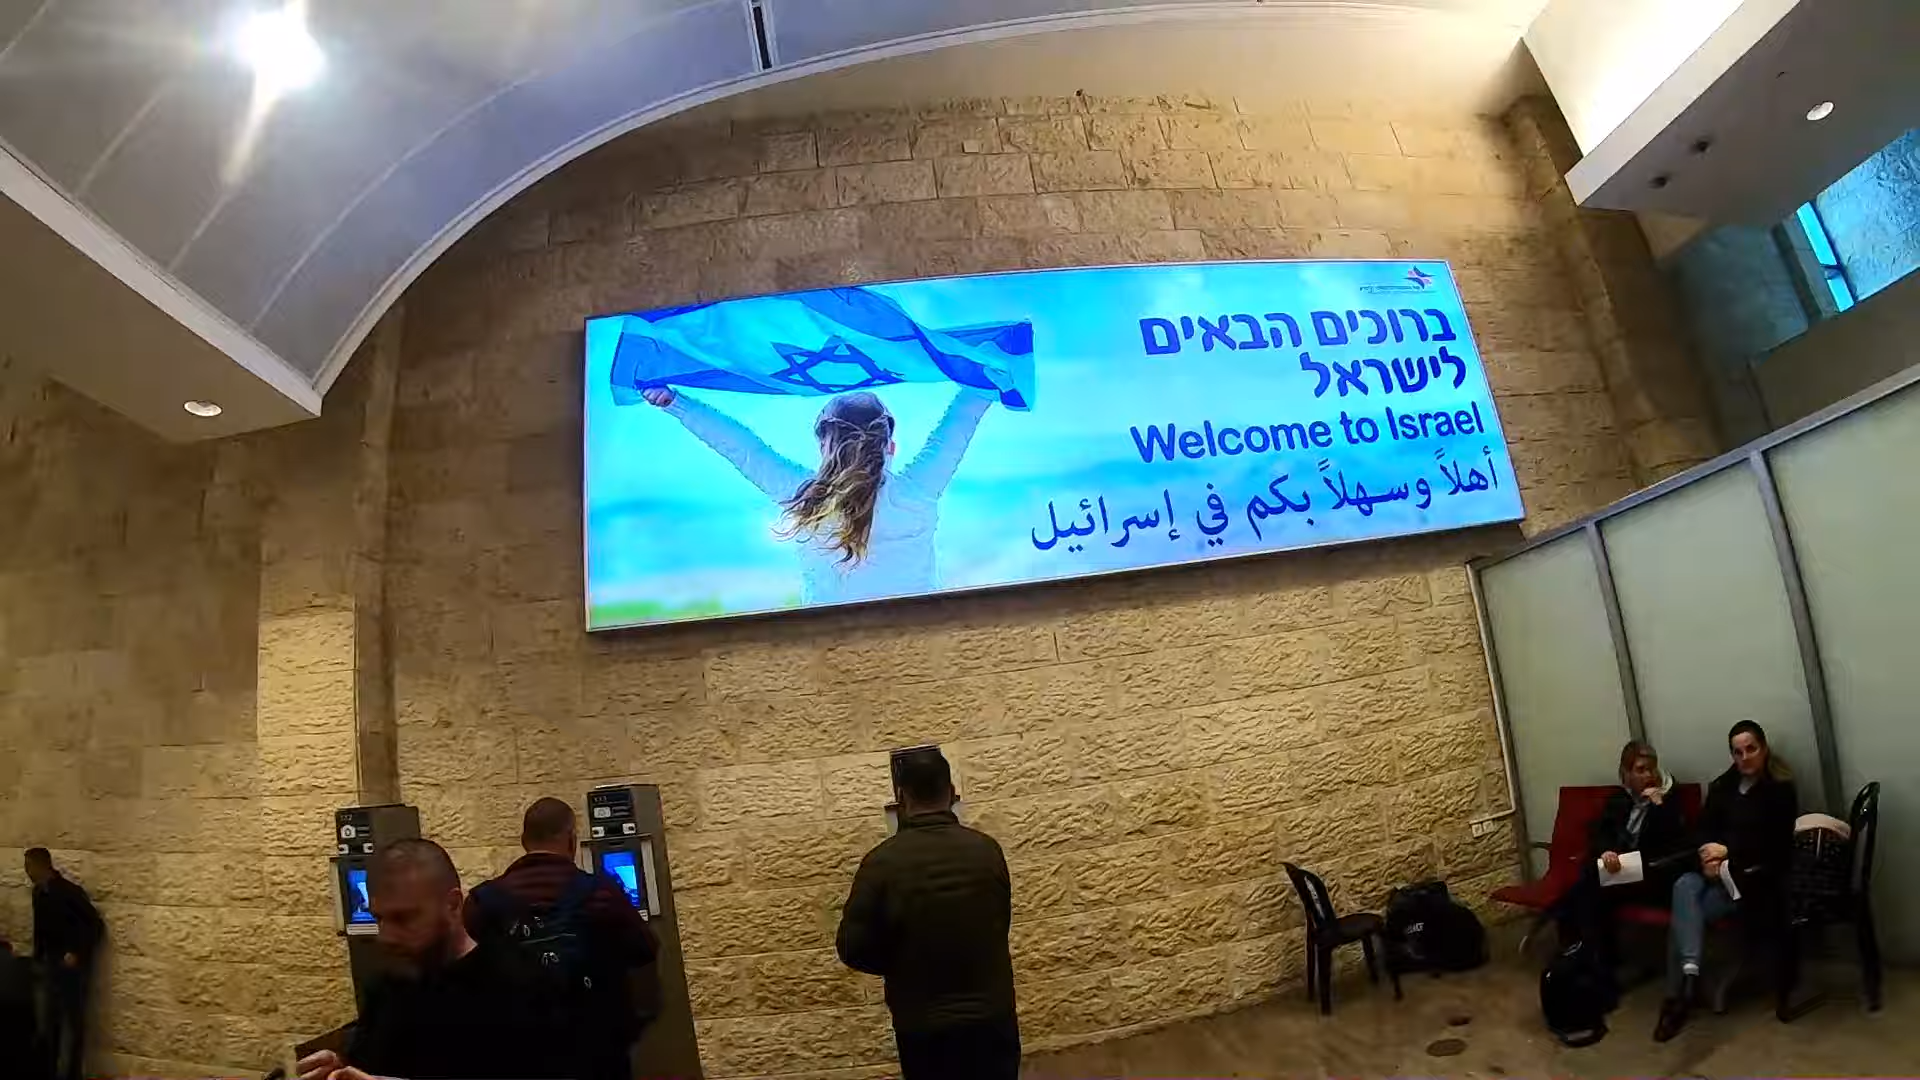 ברוכים הבאים
לישראל
Welcome to Israel
أهلاً وسهلاً بكم في إسرائيل